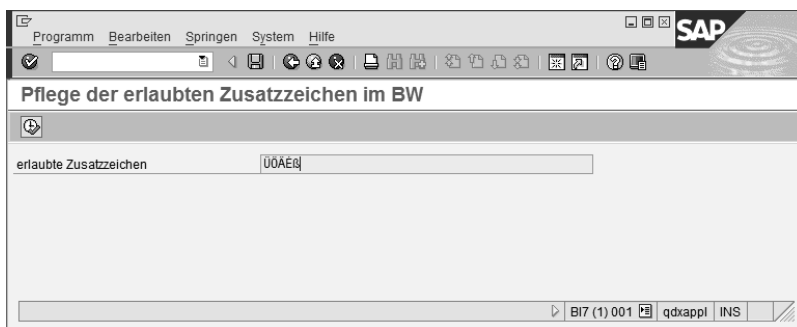 Programm Bearbeiten Springen System Hilfe
SAP
Pflege der erlaubten Zusatzzeichen im BW
erlaubte Zusatzzeichen ÜÖÄÈß
BI7 (1) 001 qdxappl INS